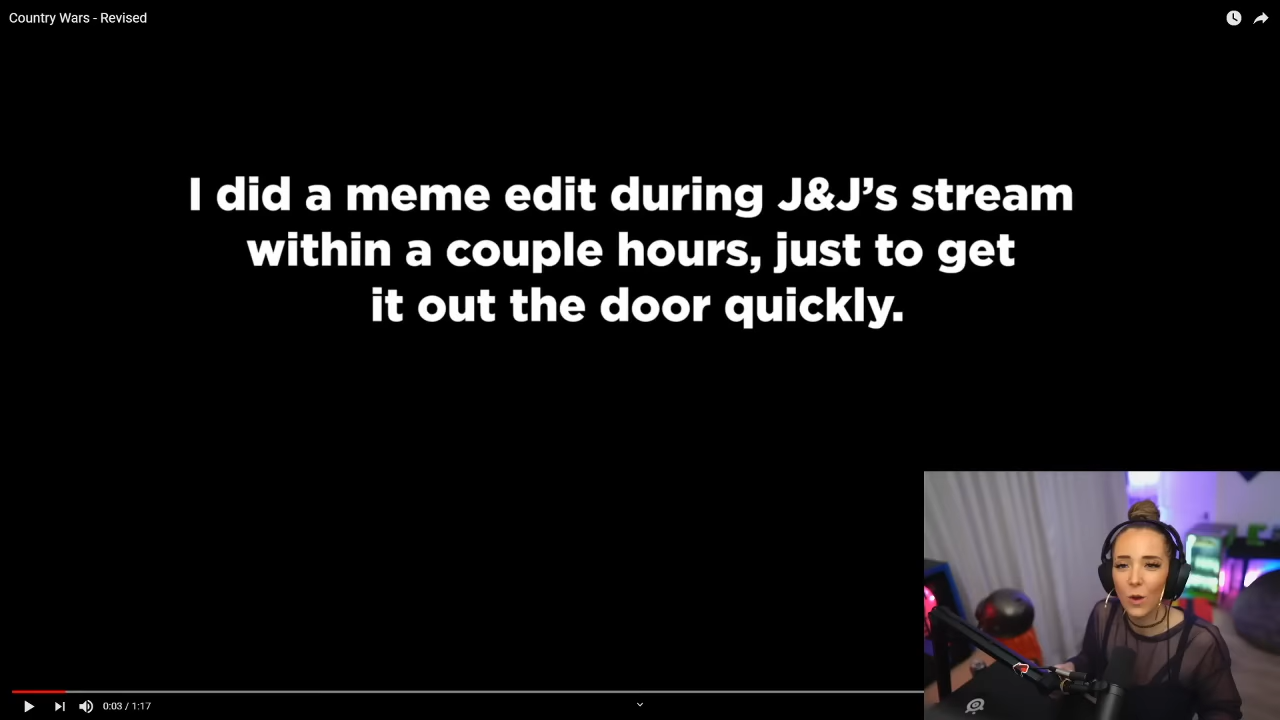 Country Wars - Revised
I did a meme edit during J&J’s stream
within a couple hours, just to get
it out the door quickly.
0:03 / 1:17